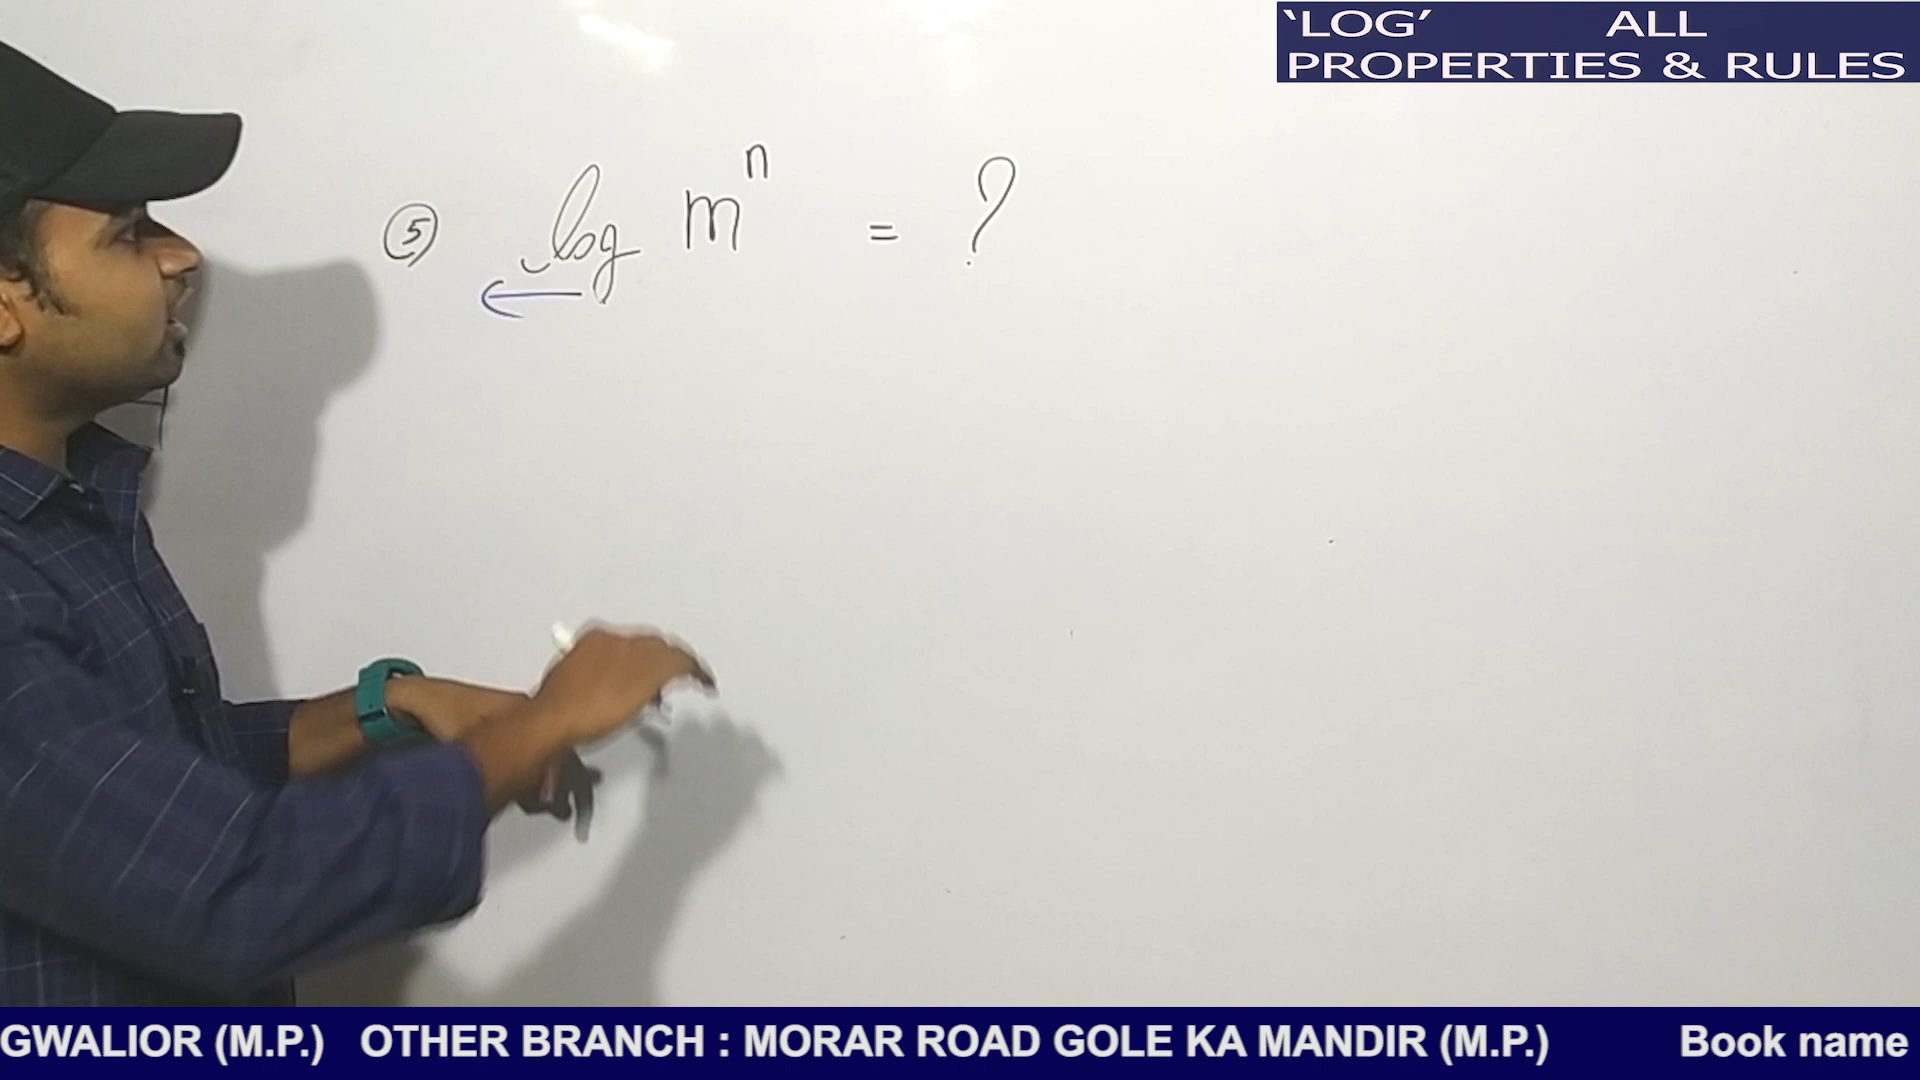 ‘LOG’ ALL
PROPERTIES & RULES
⑤ log mⁿ = ?
GWALIOR (M.P.) OTHER BRANCH : MORAR ROAD GOLE KA MANDIR (M.P.) Book name